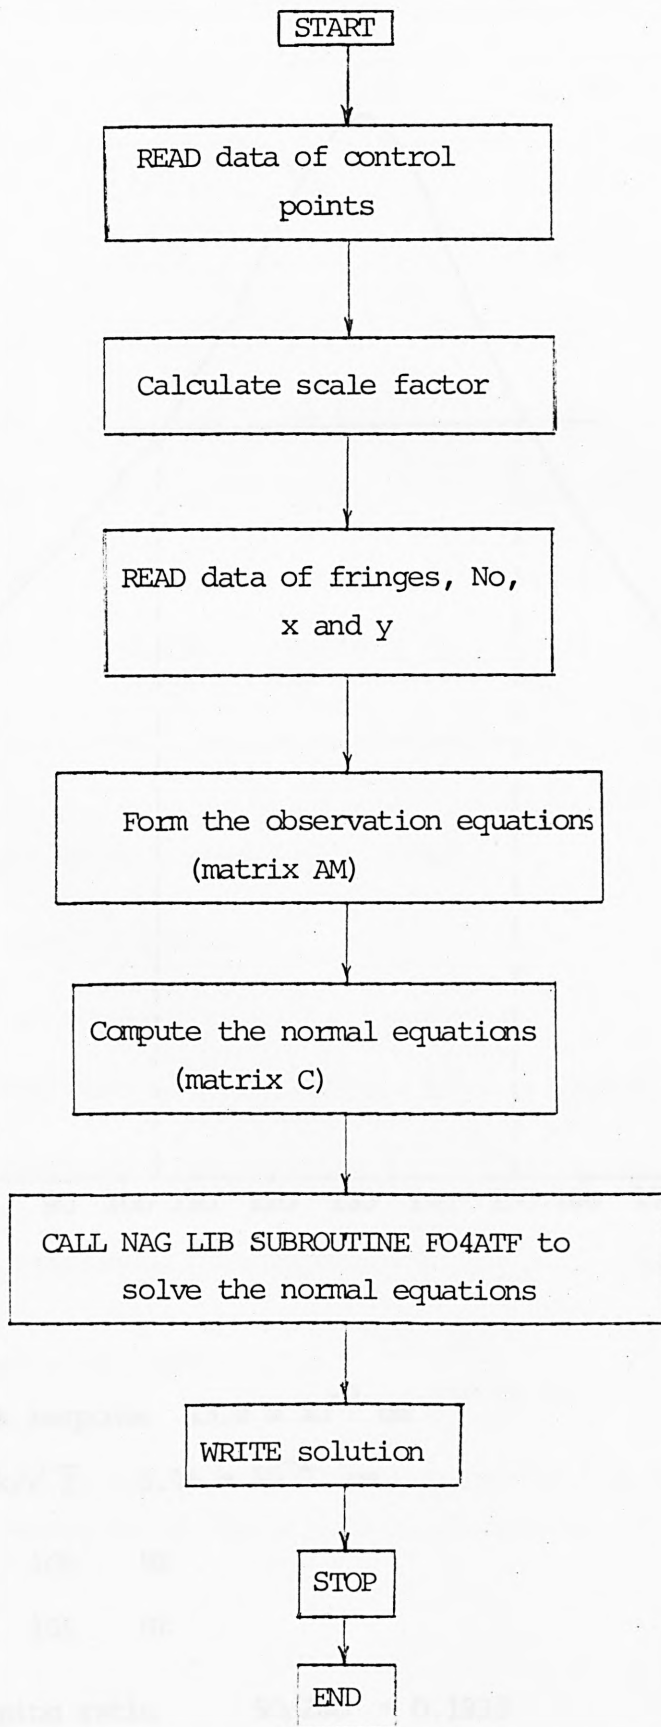 START
READ data of control
points
Calculate scale factor
READ data of fringes, No,
x and y
Form the observation equations
(matrix AM)
Compute the normal equations
(matrix C)
CALL NAG LIB SUBROUTINE FO4ATF to
solve the normal equations
WRITE solution
STOP
END